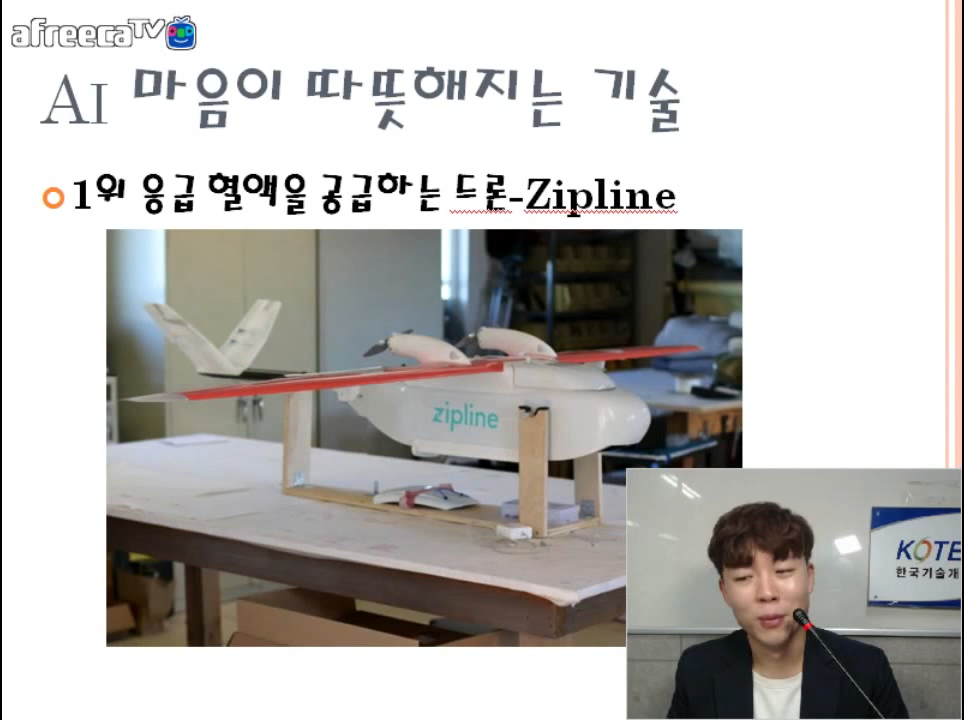 afreecaTV
AI 마음이 따뜻해지는 기술
1위 응급 혈액을 공급하는 드론-Zipline
zipline
KOTE
한국기술개